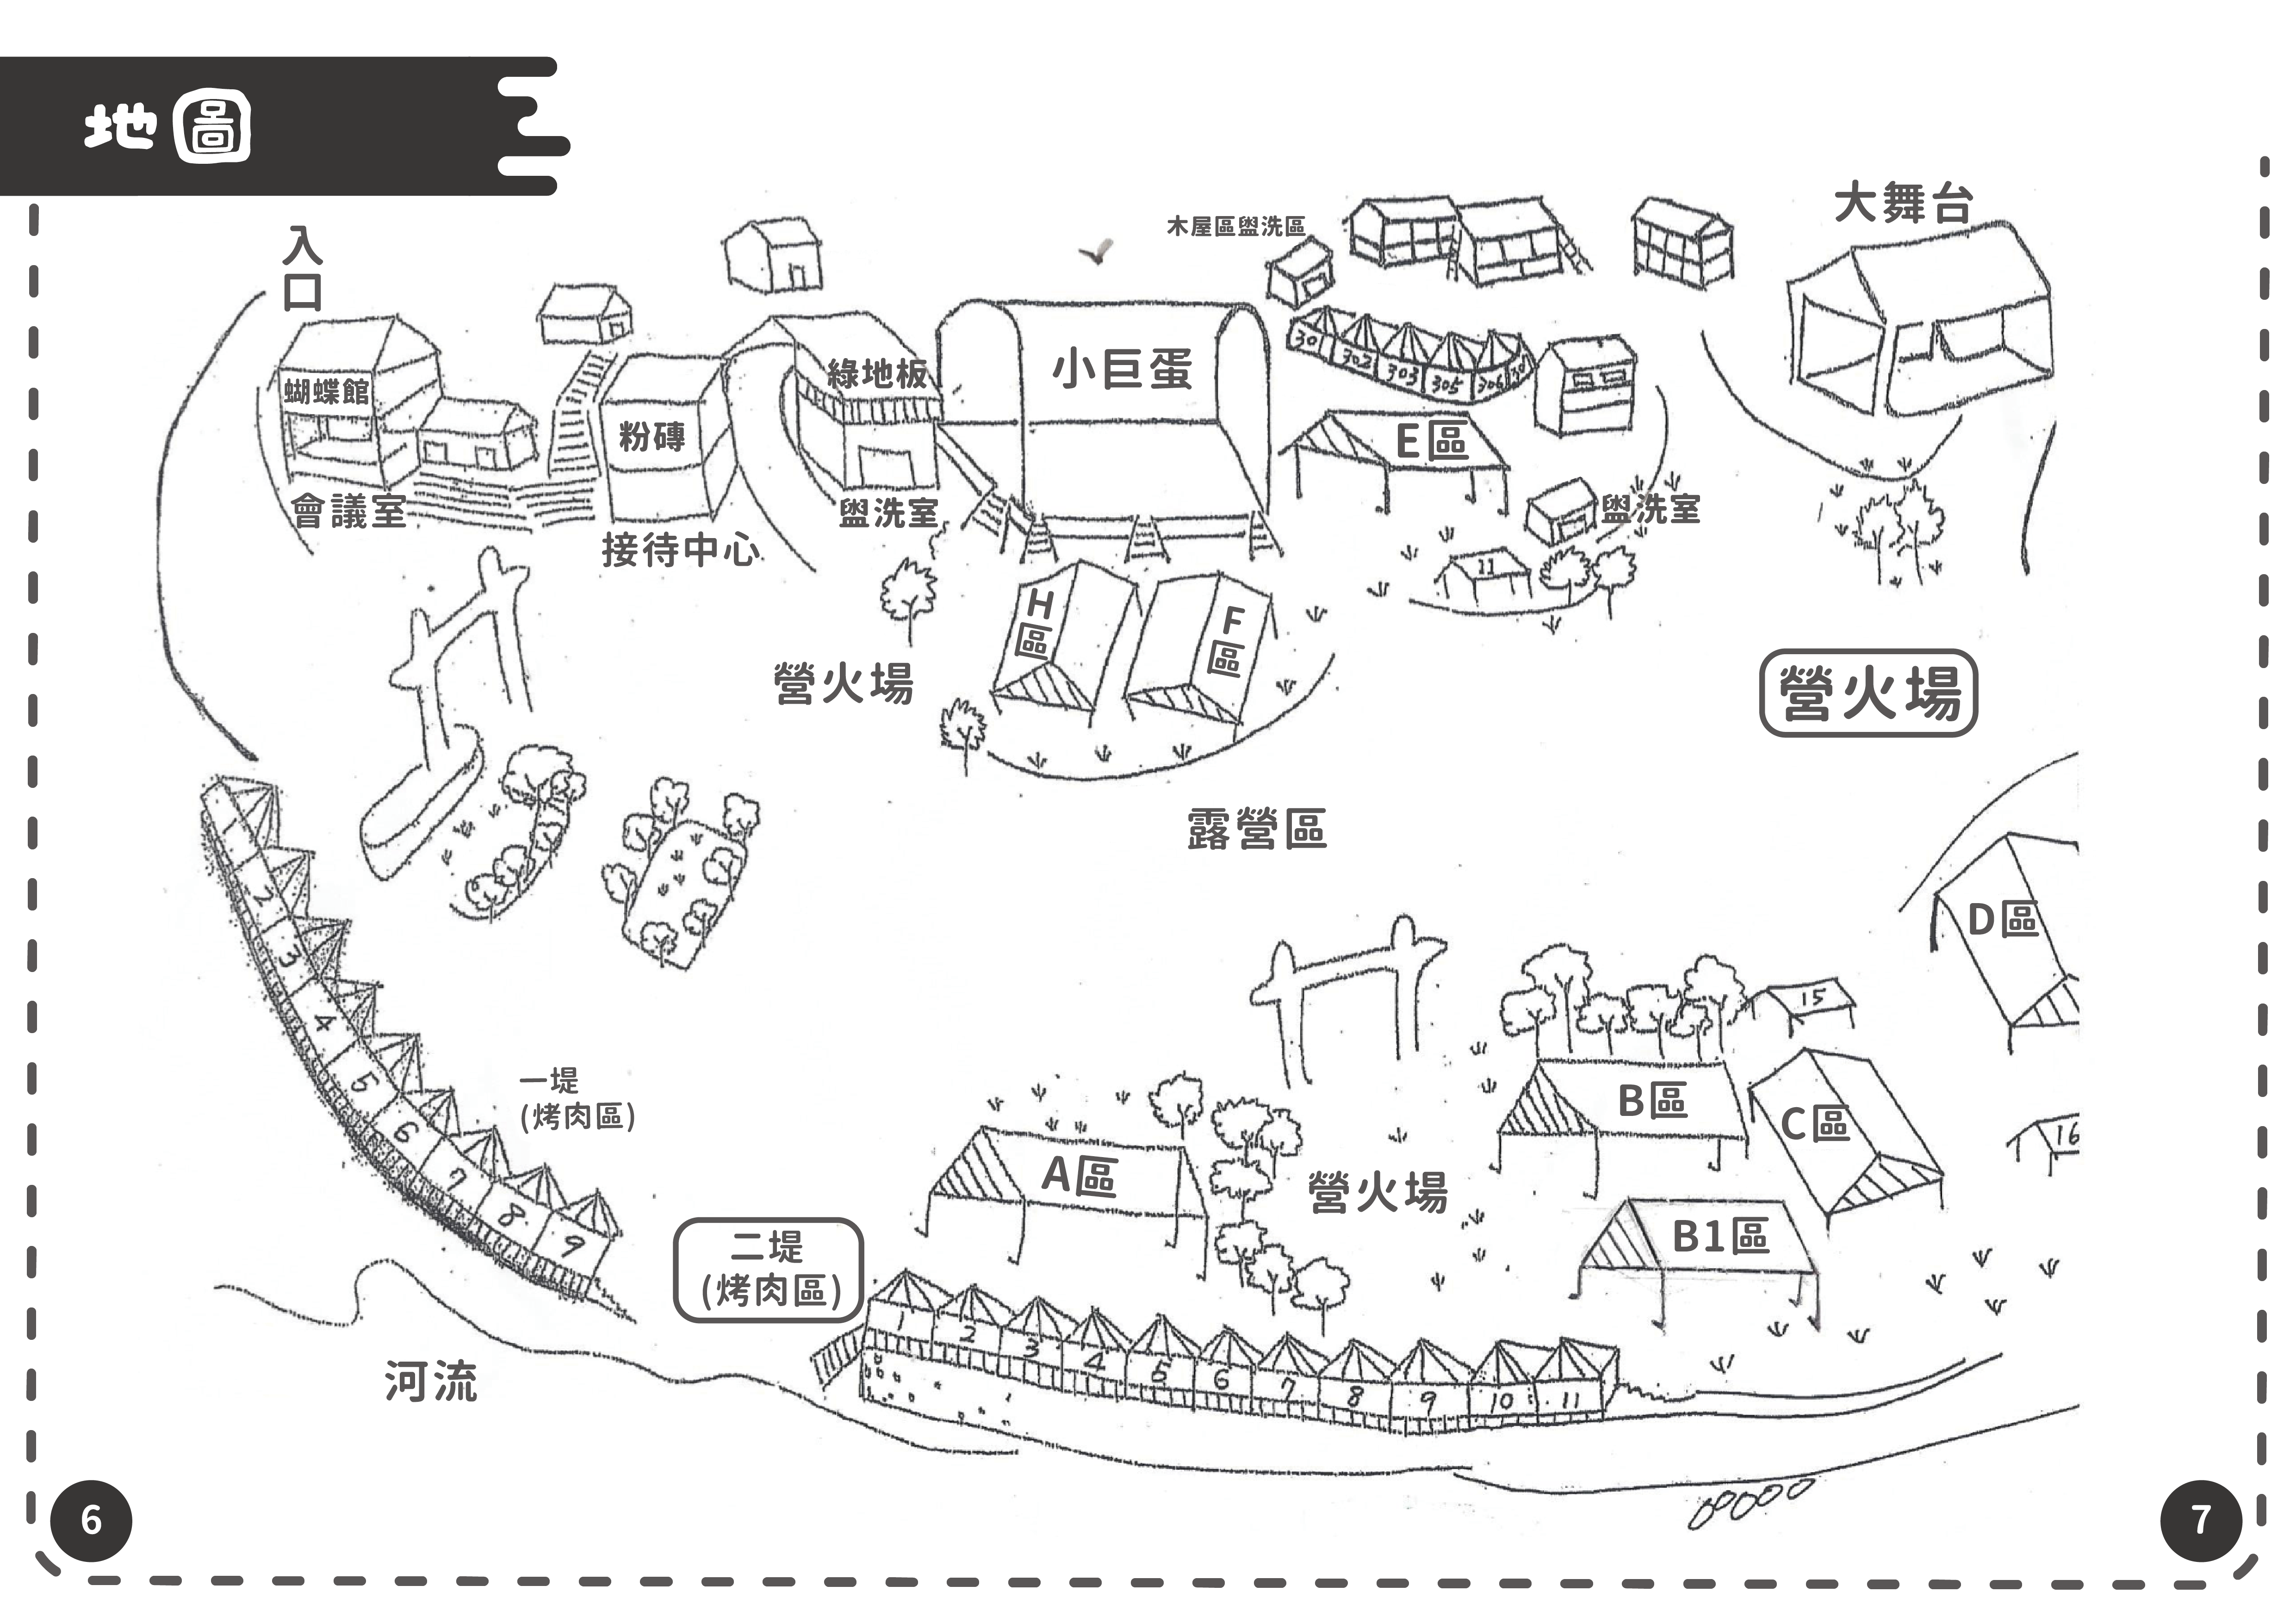 地圖
入口
木屋區盥洗區
大舞台
蝴蝶館
綠地板
小巨蛋
301
302
303
305
306
粉磚
E區
會議室
盥洗室
盥洗室
接待中心
11
H區
F區
營火場
營火場
露營區
D區
15
2
3
4
5
6
7
8
9
一堤
(烤肉區)
B區
C區
16
A區
營火場
B1區
二堤
(烤肉區)
1
2
3
4
5
6
7
8
9
10
11
河流
6
7